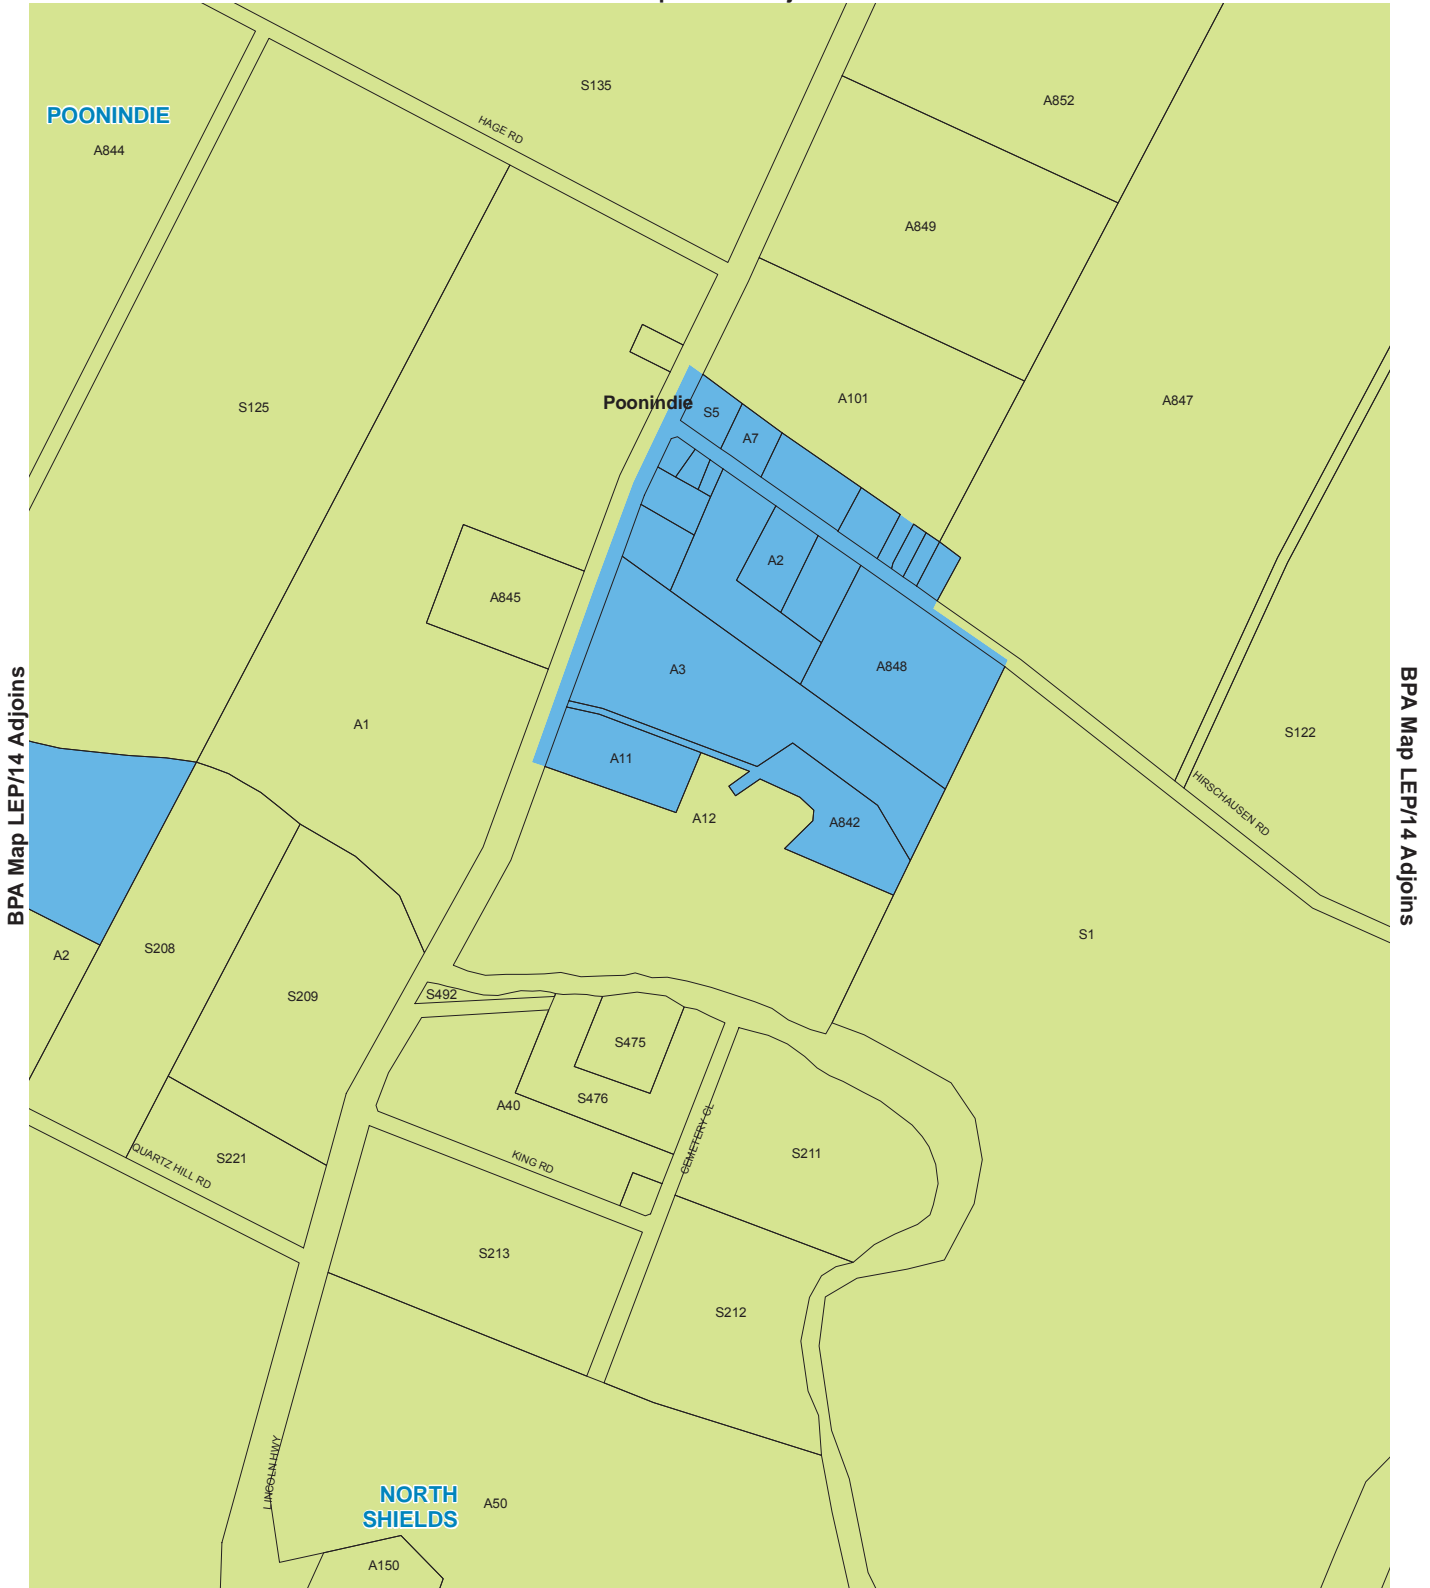 S135
A852
POONINDIE
HAGE RD
A844
A849
A101
A847
Poonindie
S5
S125
A7
A2
A845
A3
A848
A1
S122
A11
HIRSCHAUSEN RD
A12
A842
BPA Map LEP/14 Adjoins
BPA Map LEP/14 Adjoins
S1
A2
S208
S209
S492
S475
S476
A40
CEMETERY CL
S211
KING RD
QUARTZ HILL RD
S221
S213
S212
LINCOLN HWY
NORTH
SHIELDS
A50
A150